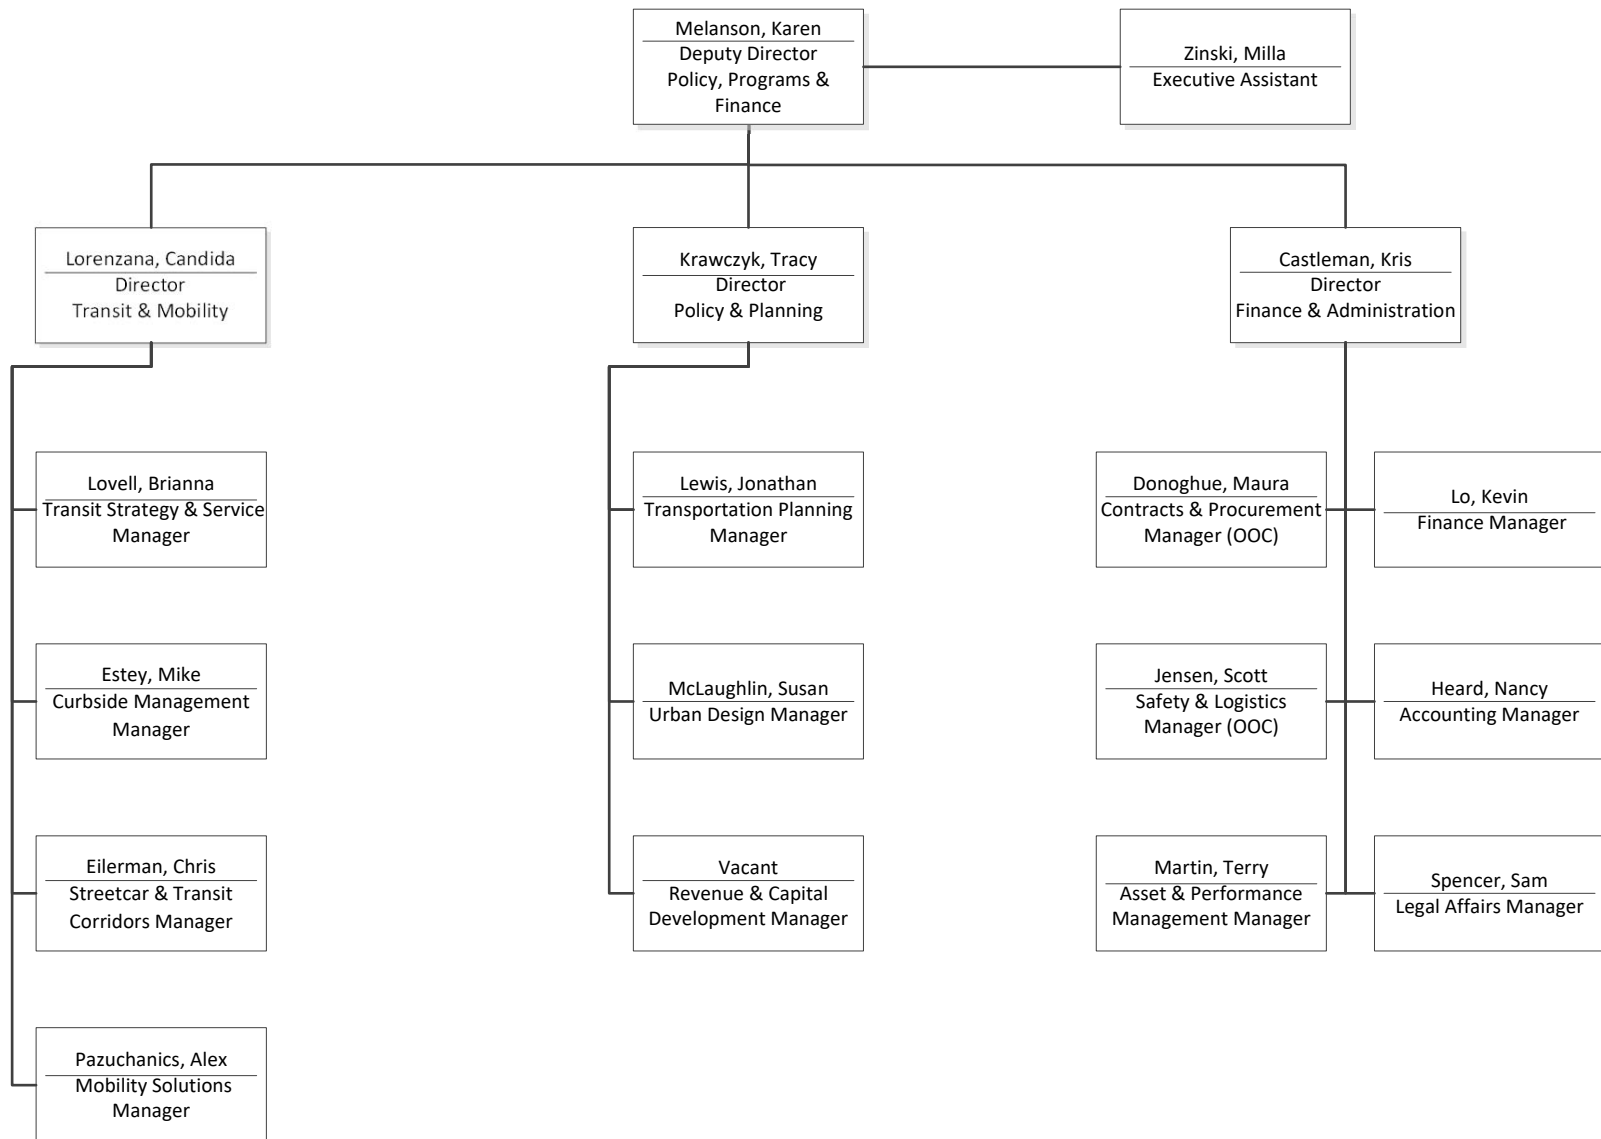 Melanson, Karen
Deputy Director
Policy, Programs &
Finance
Zinski, Milla
Executive Assistant
Lorenzana, Candida
Director
Transit & Mobility
Krawczyk, Tracy
Director
Policy & Planning
Castleman, Kris
Director
Finance & Administration
Lovell, Brianna
Transit Strategy & Service
Manager
Lewis, Jonathan
Transportation Planning
Manager
Donoghue, Maura
Contracts & Procurement
Manager (OOC)
Lo, Kevin
Finance Manager
Estey, Mike
Curbside Management
Manager
McLaughlin, Susan
Urban Design Manager
Jensen, Scott
Safety & Logistics
Manager (OOC)
Heard, Nancy
Accounting Manager
Eilerman, Chris
Streetcar & Transit
Corridors Manager
Vacant
Revenue & Capital
Development Manager
Martin, Terry
Asset & Performance
Management Manager
Spencer, Sam
Legal Affairs Manager
Pazuchanics, Alex
Mobility Solutions
Manager